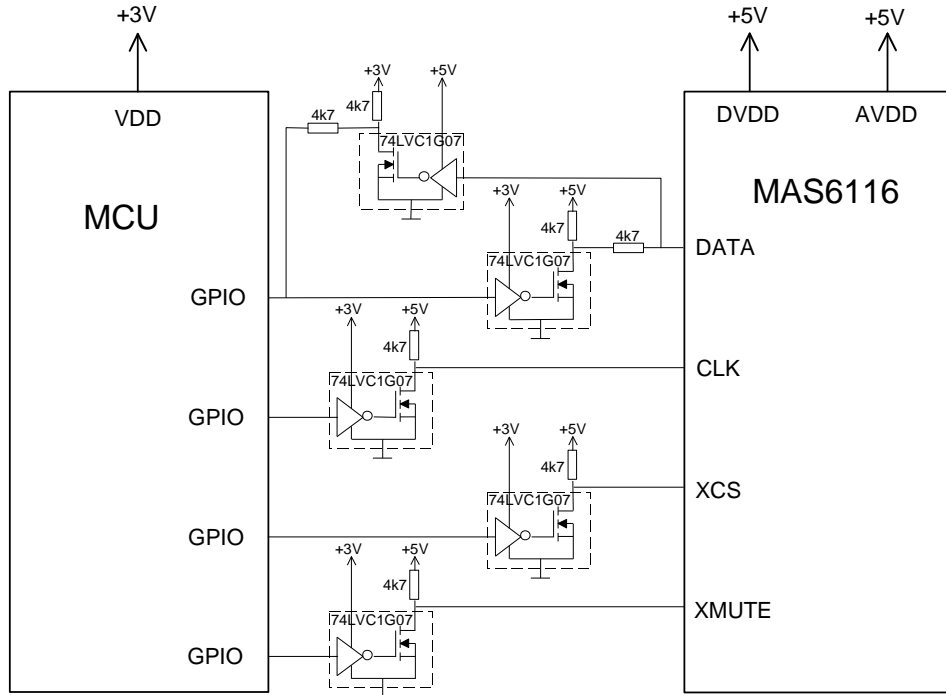 +3V
+5V
+5V
+3V
+5V
VDD
DVDD
AVDD
4k7
4k7
74LVC1G07
MCU
MAS6116
+3V
+5V
4k7
4k7
DATA
74LVC1G07
GPIO
+3V
+5V
4k7
CLK
74LVC1G07
GPIO
+3V
+5V
4k7
XCS
74LVC1G07
GPIO
+3V
+5V
4k7
XMUTE
74LVC1G07
GPIO